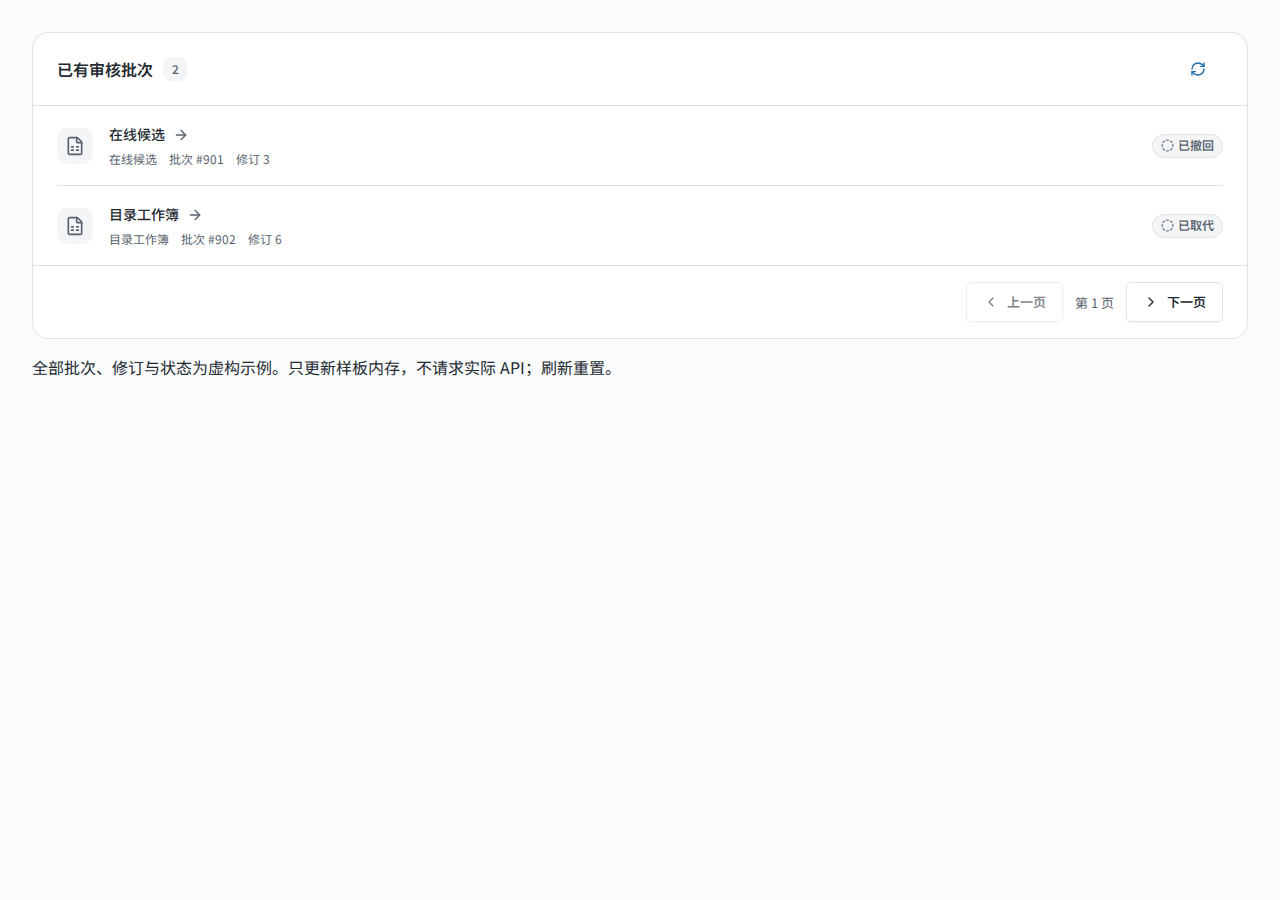 已有审核批次 2
在线候选
在线候选 批次 #901 修订 3
已撤回
目录工作簿
目录工作簿 批次 #902 修订 6
已取代
上一页 第 1 页 下一页
全部批次、修订与状态为虚构示例。只更新样板内存，不请求实际 API；刷新重置。